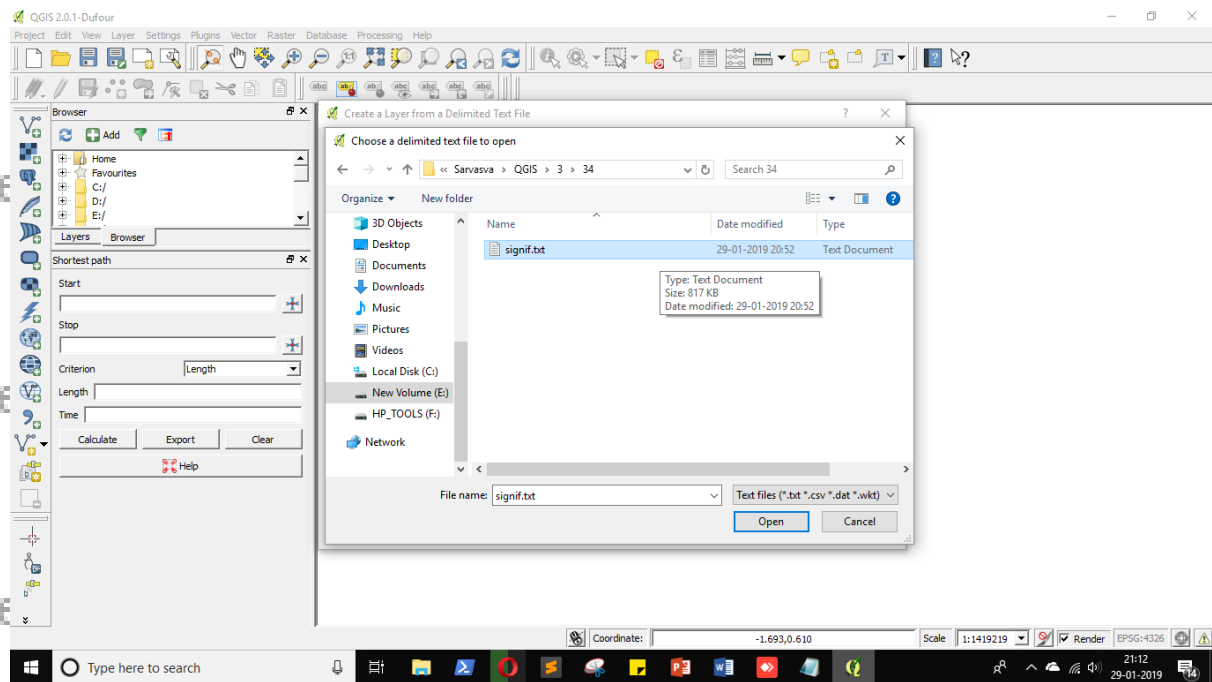 QGIS 2.0.1-Dufour
Project Edit View Layer Settings Plugins Vector Raster Database Processing Help
abc
Browser
Add
Home
Favourites
C:/
D:/
E:/
Layers Browser
Shortest path
Start
Stop
Criterion Length
Length
Time
Calculate Export Clear
Help
Create a Layer from a Delimited Text File ?
Choose a delimited text file to open
« Sarvasva › QGIS › 3 › 34 Search 34
Organize New folder
Name Date modified Type
3D Objects
Desktop
Documents
Downloads
Music
Pictures
Videos
Local Disk (C:)
New Volume (E:)
HP_TOOLS (F:)
Network
signif.txt 29-01-2019 20:52 Text Document
Type: Text Document
Size: 817 KB
Date modified: 29-01-2019 20:52
File name: signif.txt Text files (*.txt *.csv *.dat *.wkt)
Open Cancel
Coordinate: -1.693,0.610 Scale 1:1419219 Render EPSG:4326
Type here to search
21:12
29-01-2019
14